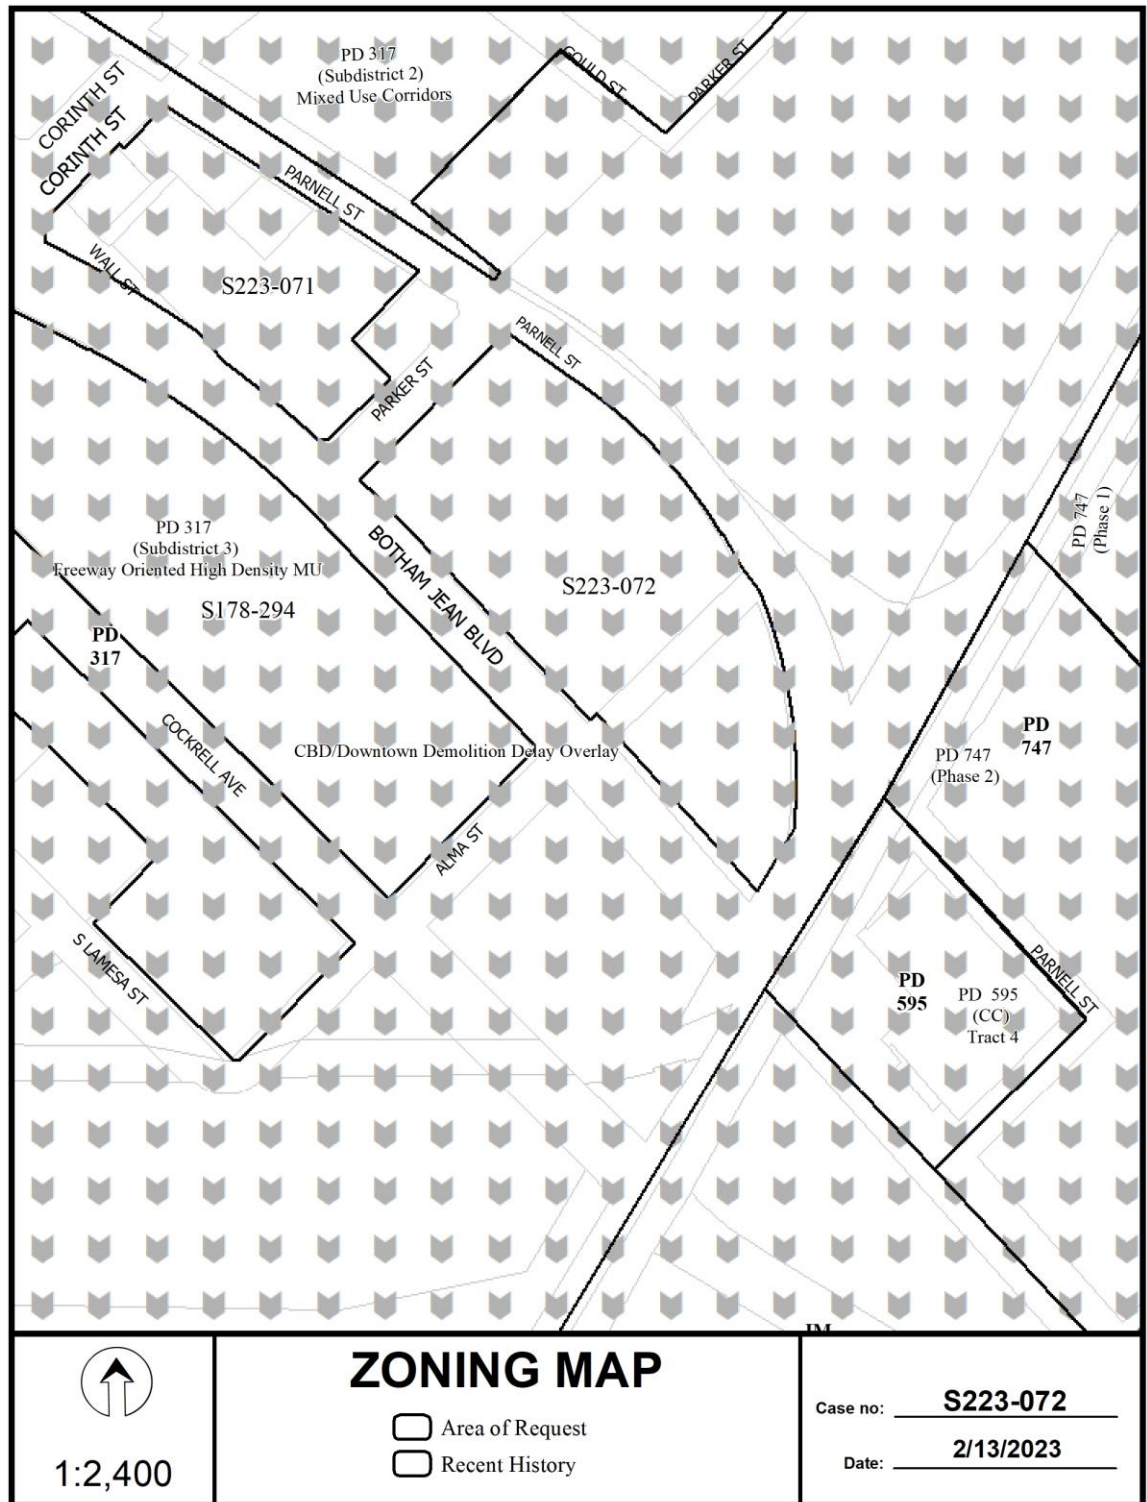 PD 317
(Subdistrict 2)
Mixed Use Corridors
GOULD ST
PARKER ST
CORINTH ST
CORINTH ST
PARNELL ST
WALL ST
S223-071
PARNELL ST
PARKER ST
PD 747
(Phase 1)
PD 317
(Subdistrict 3)
Freeway Oriented High Density MU
S178-294
BOTHAM JEAN BLVD
S223-072
PD
317
COCKRELL AVE
CBD/Downtown Demolition Delay Overlay
PD
747
PD 747
(Phase 2)
ALMA ST
S LAMESA ST
PARNELL ST
PD
595
PD 595
(CC)
Tract 4
1:2,400
ZONING MAP
Area of Request
Recent History
Case no: S223-072
Date: 2/13/2023